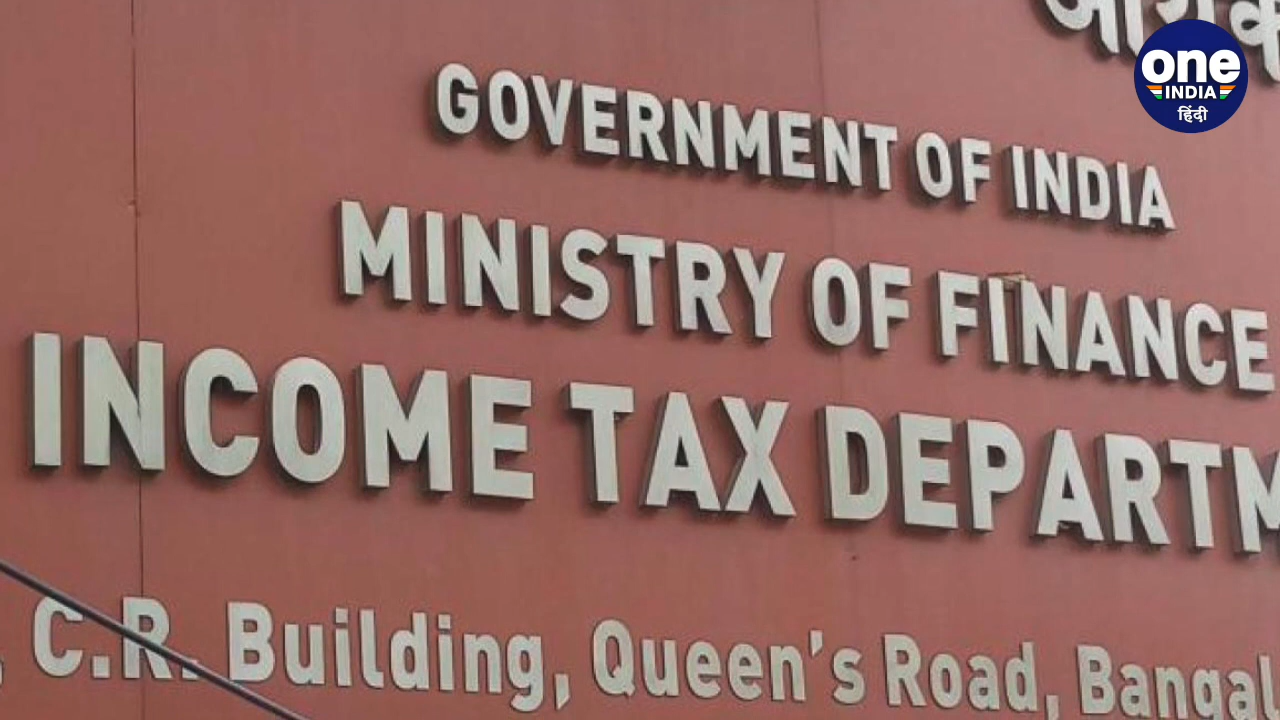 one
INDIA
हिंदी
GOVERNMENT OF INDIA
MINISTRY OF FINANCE
INCOME TAX DEPARTM
C.R. Building, Queen's Road, Bangal